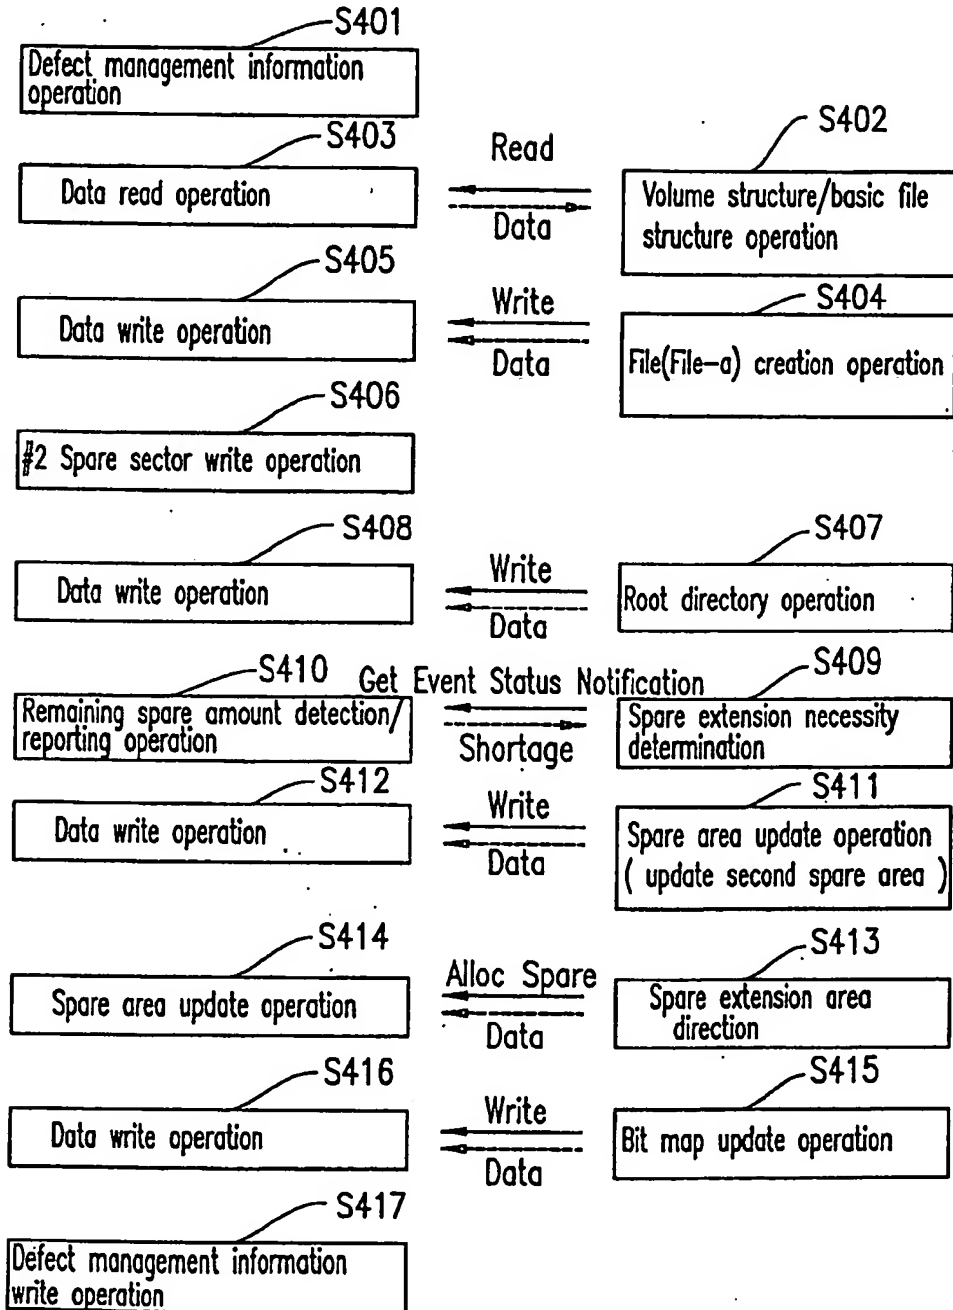 S401
Defect management information
operation
S403
Data read operation
Read
Data
S402
Volume structure/basic file
structure operation
S405
Data write operation
Write
Data
S404
File(File-a) creation operation
S406
#2 Spare sector write operation
S408
Data write operation
Write
Data
S407
Root directory operation
S410
Remaining spare amount detection/
reporting operation
Get Event Status Notification
Shortage
S409
Spare extension necessity
determination
S412
Data write operation
Write
Data
S411
Spare area update operation
( update second spare area )
S414
Spare area update operation
Alloc Spare
Data
S413
Spare extension area
direction
S416
Data write operation
Write
Data
S415
Bit map update operation
S417
Defect management information
write operation